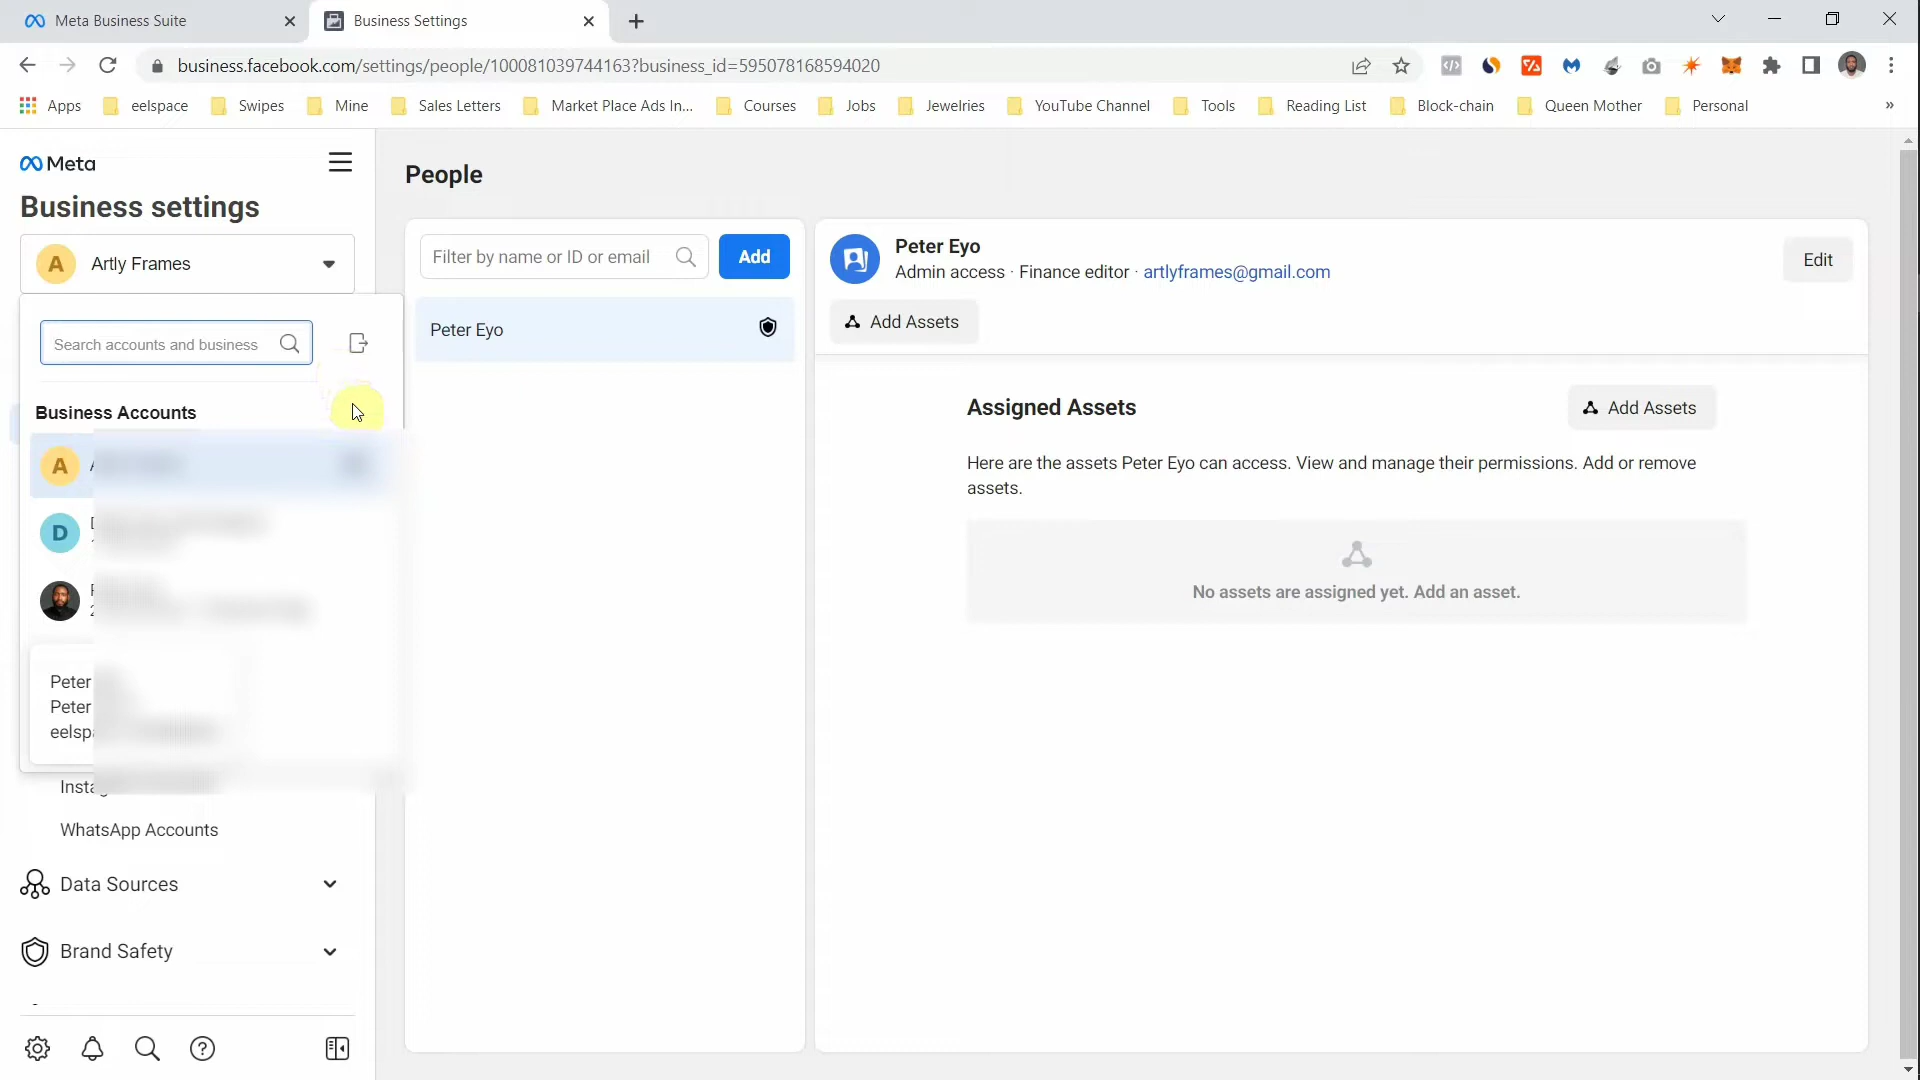 Meta Business Suite
Business Settings
business.facebook.com/settings/people/100081039744163?business_id=595078168594020
Apps
eelspace
Swipes
Mine
Sales Letters
Market Place Ads In...
Courses
Jobs
Jewelries
YouTube Channel
Tools
Reading List
Block-chain
Queen Mother
Personal
»
Meta
Business settings
A
Artly Frames
Search accounts and business
Business Accounts
A
D
Peter
Peter
WhatsApp Accounts
Data Sources
Brand Safety
People
Filter by name or ID or email
Add
Peter Eyo
Peter Eyo
Admin access · Finance editor · artlyframes@gmail.com
Edit
Add Assets
Assigned Assets
Add Assets
Here are the assets Peter Eyo can access. View and manage their permissions. Add or remove
assets.
No assets are assigned yet. Add an asset.